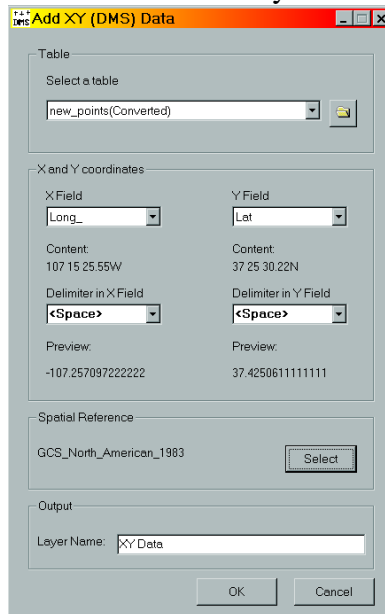 Add XY (DMS) Data
Table
Select a table
new_points(Converted)
X and Y coordinates
X Field
Y Field
Long_
Lat
Content:
Content:
107 15 25.55W
37 25 30.22N
Delimiter in X Field
Delimiter in Y Field
<Space>
<Space>
Preview:
Preview:
-107.257097222222
37.4250611111111
Spatial Reference
GCS_North_American_1983
Select
Output
Layer Name:
XY Data
OK
Cancel